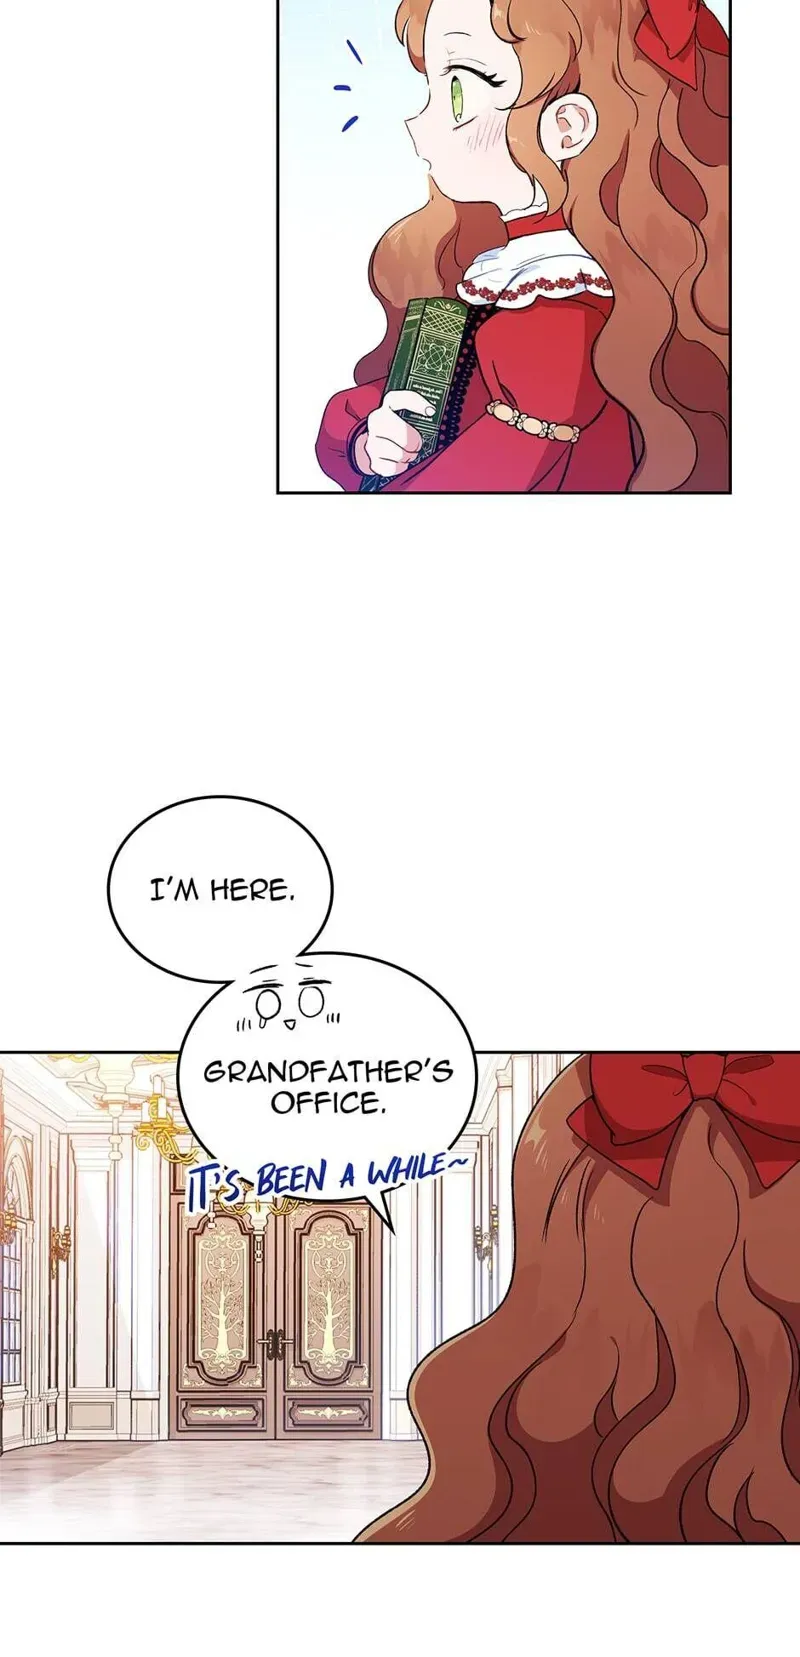 I'M HERE.
GRANDFATHER'S
OFFICE.
IT'S BEEN A WHILE~